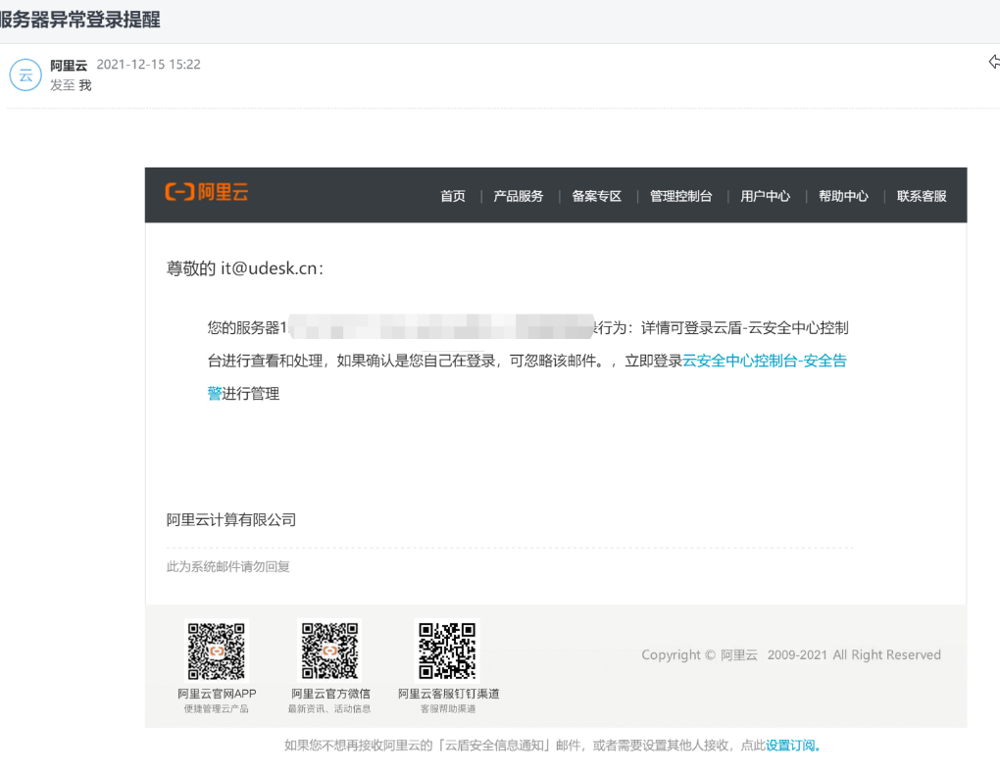 服务器异常登录提醒
云
阿里云 2021-12-15 15:22
发至 我
阿里云
首页 | 产品服务 | 备案专区 | 管理控制台 | 用户中心 | 帮助中心 | 联系客服
尊敬的 it@udesk.cn:
您的服务器1 行为：详情可登录云盾-云安全中心控制
台进行查看和处理，如果确认是您自己在登录，可忽略该邮件。，立即登录云安全中心控制台-安全告
警进行管理
阿里云计算有限公司
此为系统邮件请勿回复
阿里云官网APP
便捷管理云产品
阿里云官方微信
最新资讯、活动信息
阿里云客服钉钉渠道
客服帮助渠道
Copyright © 阿里云 2009-2021 All Right Reserved
如果您不想再接收阿里云的「云盾安全信息通知」邮件，或者需要设置其他人接收，点此设置订阅。